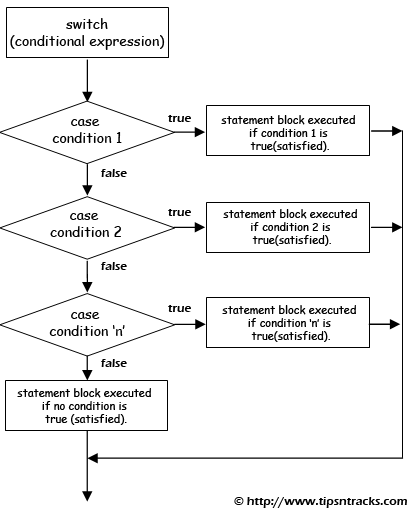 switch
(conditional expression)
case
condition 1
true
statement block executed
if condition 1 is
true(satisfied).
false
case
condition 2
true
statement block executed
if condition 2 is
true(satisfied).
false
case
condition 'n'
true
statement block executed
if condition 'n' is
true(satisfied).
false
statement block executed
if no condition is
true (satisfied).
© http://www.tipsntracks.com